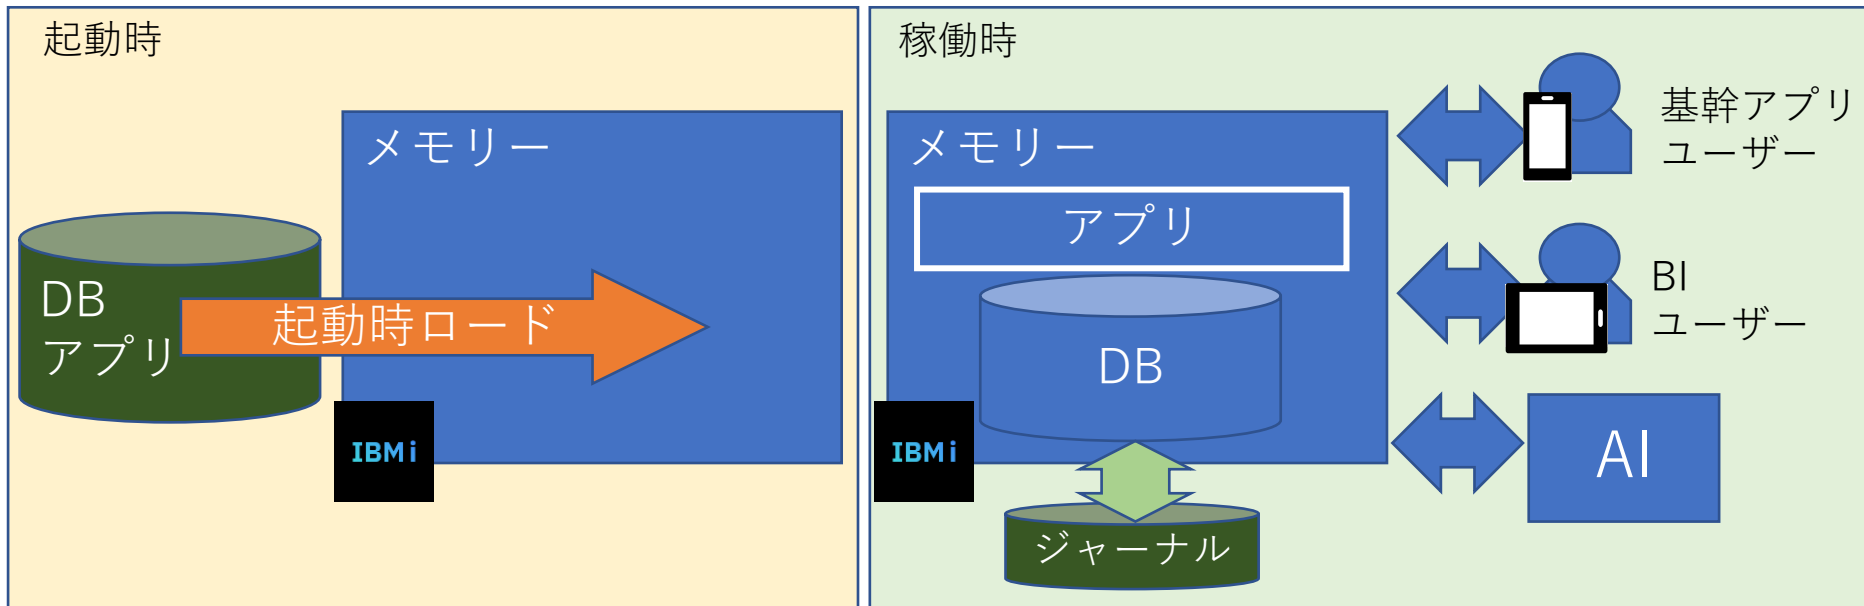 起動時
メモリー
DB
アプリ
起動時ロード
IBM i
稼働時
メモリー
アプリ
DB
IBM i
ジャーナル
基幹アプリ
ユーザー
BI
ユーザー
AI